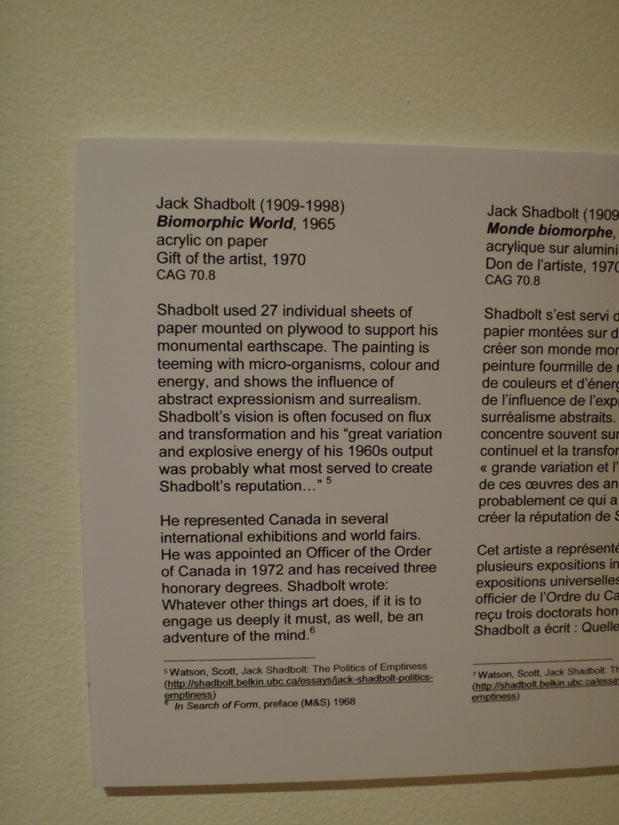 Jack Shadbolt (1909-1998)
Biomorphic World, 1965
acrylic on paper
Gift of the artist, 1970
CAG 70.8
Shadbolt used 27 individual sheets of
paper mounted on plywood to support his
monumental earthscape. The painting is
teeming with micro-organisms, colour and
energy, and shows the influence of
abstract expressionism and surrealism.
Shadbolt's vision is often focused on flux
and transformation and his “great variation
and explosive energy of his 1960s output
was probably what most served to create
Shadbolt's reputation…” 5
He represented Canada in several
international exhibitions and world fairs.
He was appointed an Officer of the Order
of Canada in 1972 and has received three
honorary degrees. Shadbolt wrote:
Whatever other things art does, if it is to
engage us deeply it must, as well, be an
adventure of the mind.6
5 Watson, Scott, Jack Shadbolt: The Politics of Emptiness
(http://shadbolt.belkin.ubc.ca/essays/jack-shadbolt-politics-
emptiness)
6 In Search of Form, preface (M&S) 1968
Jack Shadbolt (1909
Monde biomorphe,
acrylique sur alumini
Don de l'artiste, 1970
CAG 70.8
Shadbolt s'est servi d
papier montées sur d
créer son monde mon
peinture fourmille de
de couleurs et d'énerg
de l'influence de l'exp
surréalisme abstraits.
concentre souvent sur
continuel et la transfor
« grande variation et l'
de ces œuvres des an
probablement ce qui a
créer la réputation de S
Cet artiste a représenté
plusieurs expositions in
expositions universelles
officier de l'Ordre du Ca
reçu trois doctorats hon
Shadbolt a écrit : Quelle
7 Watson, Scott, Jack Shadbolt: Th
(http://shadbolt.belkin.ubc.ca/essa
emptiness)